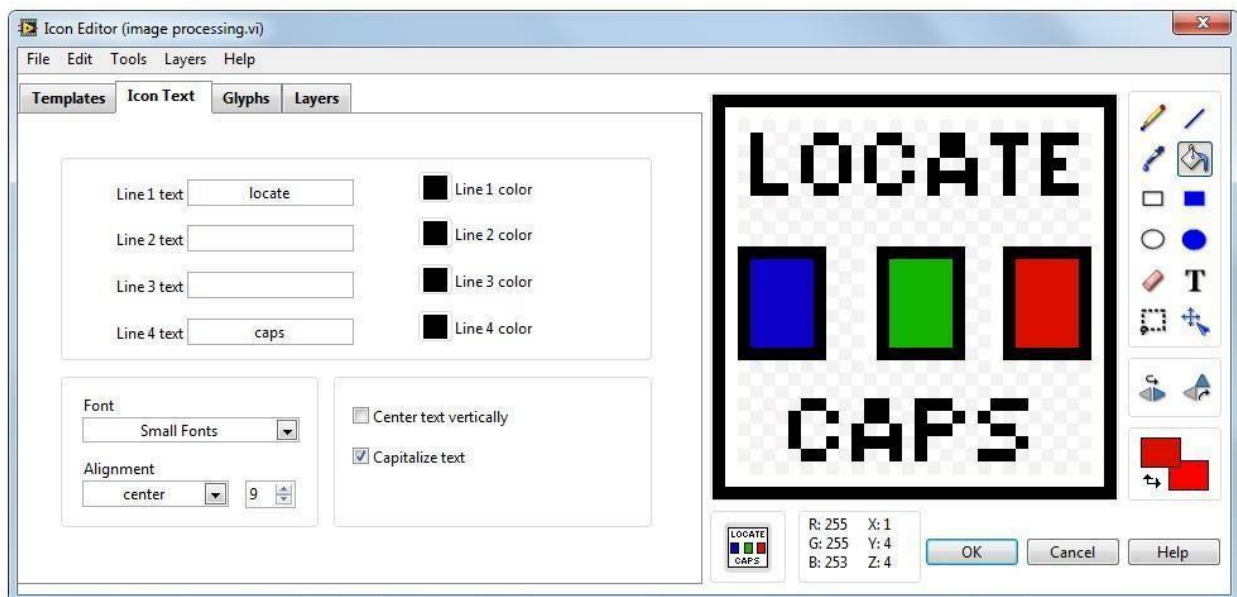 Icon Editor (image processing.vi)
File Edit Tools Layers Help
Templates Icon Text Glyphs Layers
Line 1 text locate Line 1 color
Line 2 text Line 2 color
Line 3 text Line 3 color
Line 4 text caps Line 4 color
Font
Small Fonts
Alignment
center 9
Center text vertically
Capitalize text
LOCATE
CAPS
T
LOCATE
CAPS
R: 255 X: 1
G: 255 Y: 4
B: 253 Z: 4
OK Cancel Help